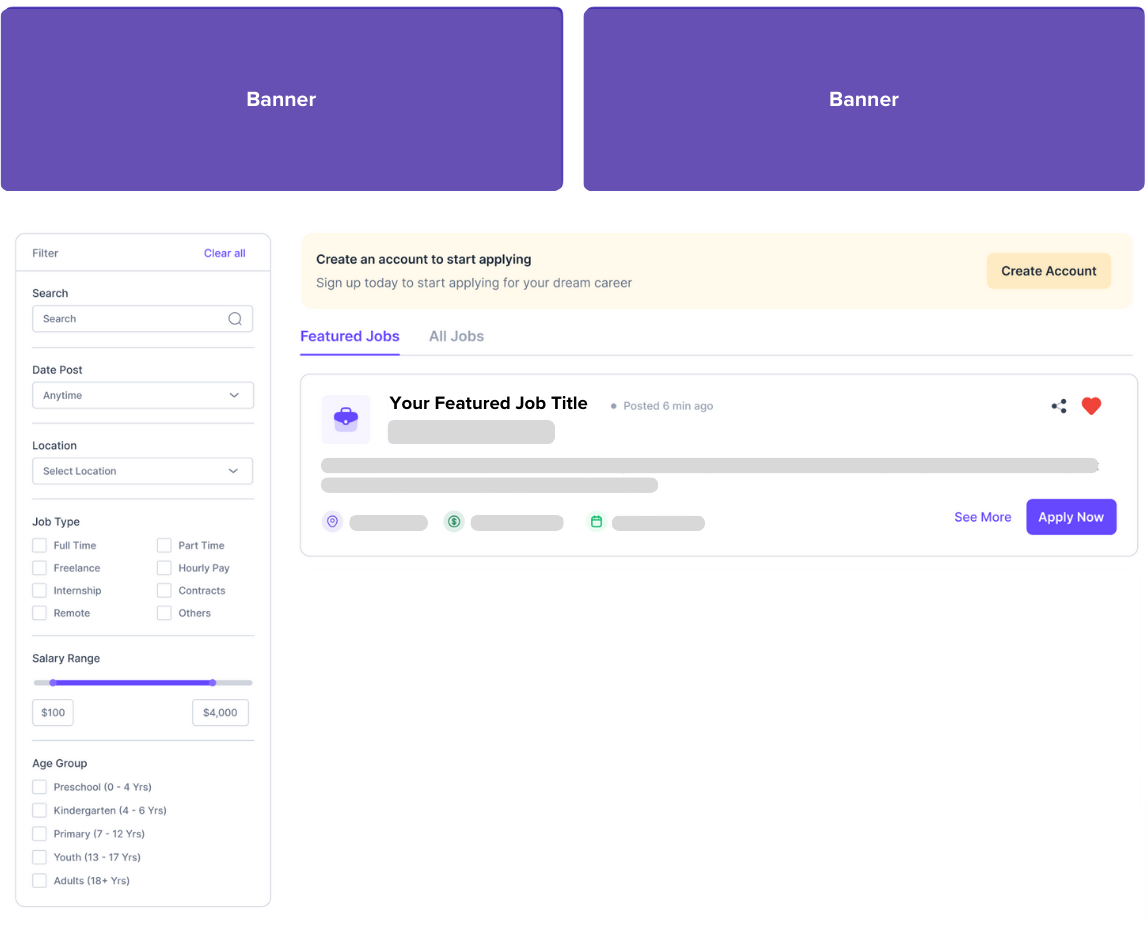 Banner
Banner
Filter
Clear all
Search
Search
Date Post
Anytime
Location
Select Location
Job Type
Full Time
Part Time
Freelance
Hourly Pay
Internship
Contracts
Remote
Others
Salary Range
$100
$4,000
Age Group
Preschool (0 - 4 Yrs)
Kindergarten (4 - 6 Yrs)
Primary (7 - 12 Yrs)
Youth (13 - 17 Yrs)
Adults (18+ Yrs)
Create an account to start applying
Sign up today to start applying for your dream career
Create Account
Featured Jobs
All Jobs
Your Featured Job Title
Posted 6 min ago
See More
Apply Now